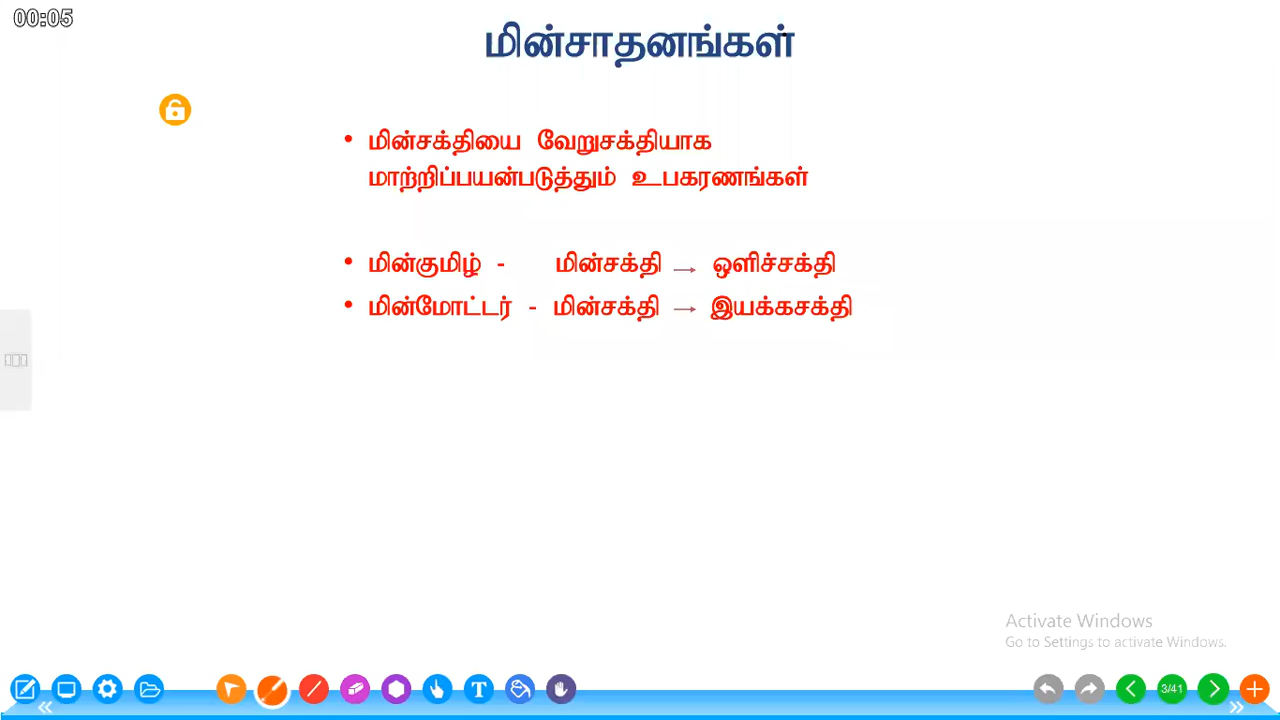 00:05
மின்சாதனங்கள்
• மின்சக்தியை வேறுசக்தியாக
மாற்றிப்பயன்படுத்தும் உபகரணங்கள்
• மின்குமிழ் - மின்சக்தி → ஒளிச்சக்தி
• மின்மோட்டர் - மின்சக்தி → இயக்கசக்தி
Activate Windows
Go to Settings to activate Windows.
T
3/41